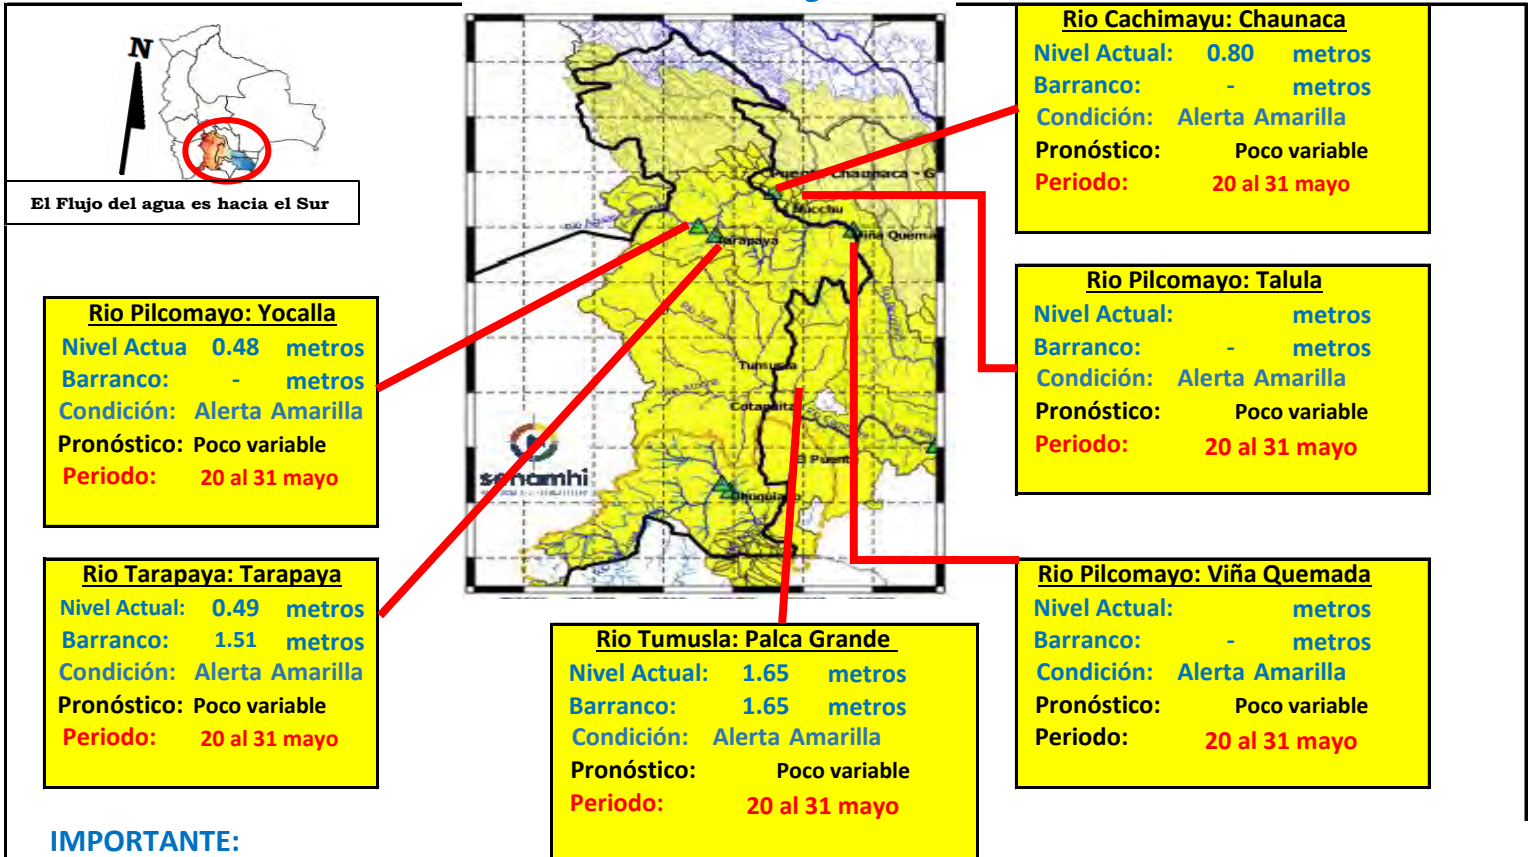 N
El Flujo del agua es hacia el Sur
Rio Cachimayu: Chaunaca
Nivel Actual: 0.80 metros
Barranco: - metros
Condición: Alerta Amarilla
Pronóstico: Poco variable
Periodo: 20 al 31 mayo
Rio Pilcomayo: Talula
Nivel Actual: metros
Barranco: - metros
Condición: Alerta Amarilla
Pronóstico: Poco variable
Periodo: 20 al 31 mayo
Rio Pilcomayo: Yocalla
Nivel Actua 0.48 metros
Barranco: - metros
Condición: Alerta Amarilla
Pronóstico: Poco variable
Periodo: 20 al 31 mayo
Rio Tarapaya: Tarapaya
Nivel Actual: 0.49 metros
Barranco: 1.51 metros
Condición: Alerta Amarilla
Pronóstico: Poco variable
Periodo: 20 al 31 mayo
Puente Chaunaca - G
Tarapaya
Viña Quema
Tumusla
Cotagaita
El Puente
senamhi
Rio Tumusla: Palca Grande
Nivel Actual: 1.65 metros
Barranco: 1.65 metros
Condición: Alerta Amarilla
Pronóstico: Poco variable
Periodo: 20 al 31 mayo
Rio Pilcomayo: Viña Quemada
Nivel Actual: metros
Barranco: - metros
Condición: Alerta Amarilla
Pronóstico: Poco variable
Periodo: 20 al 31 mayo
IMPORTANTE: